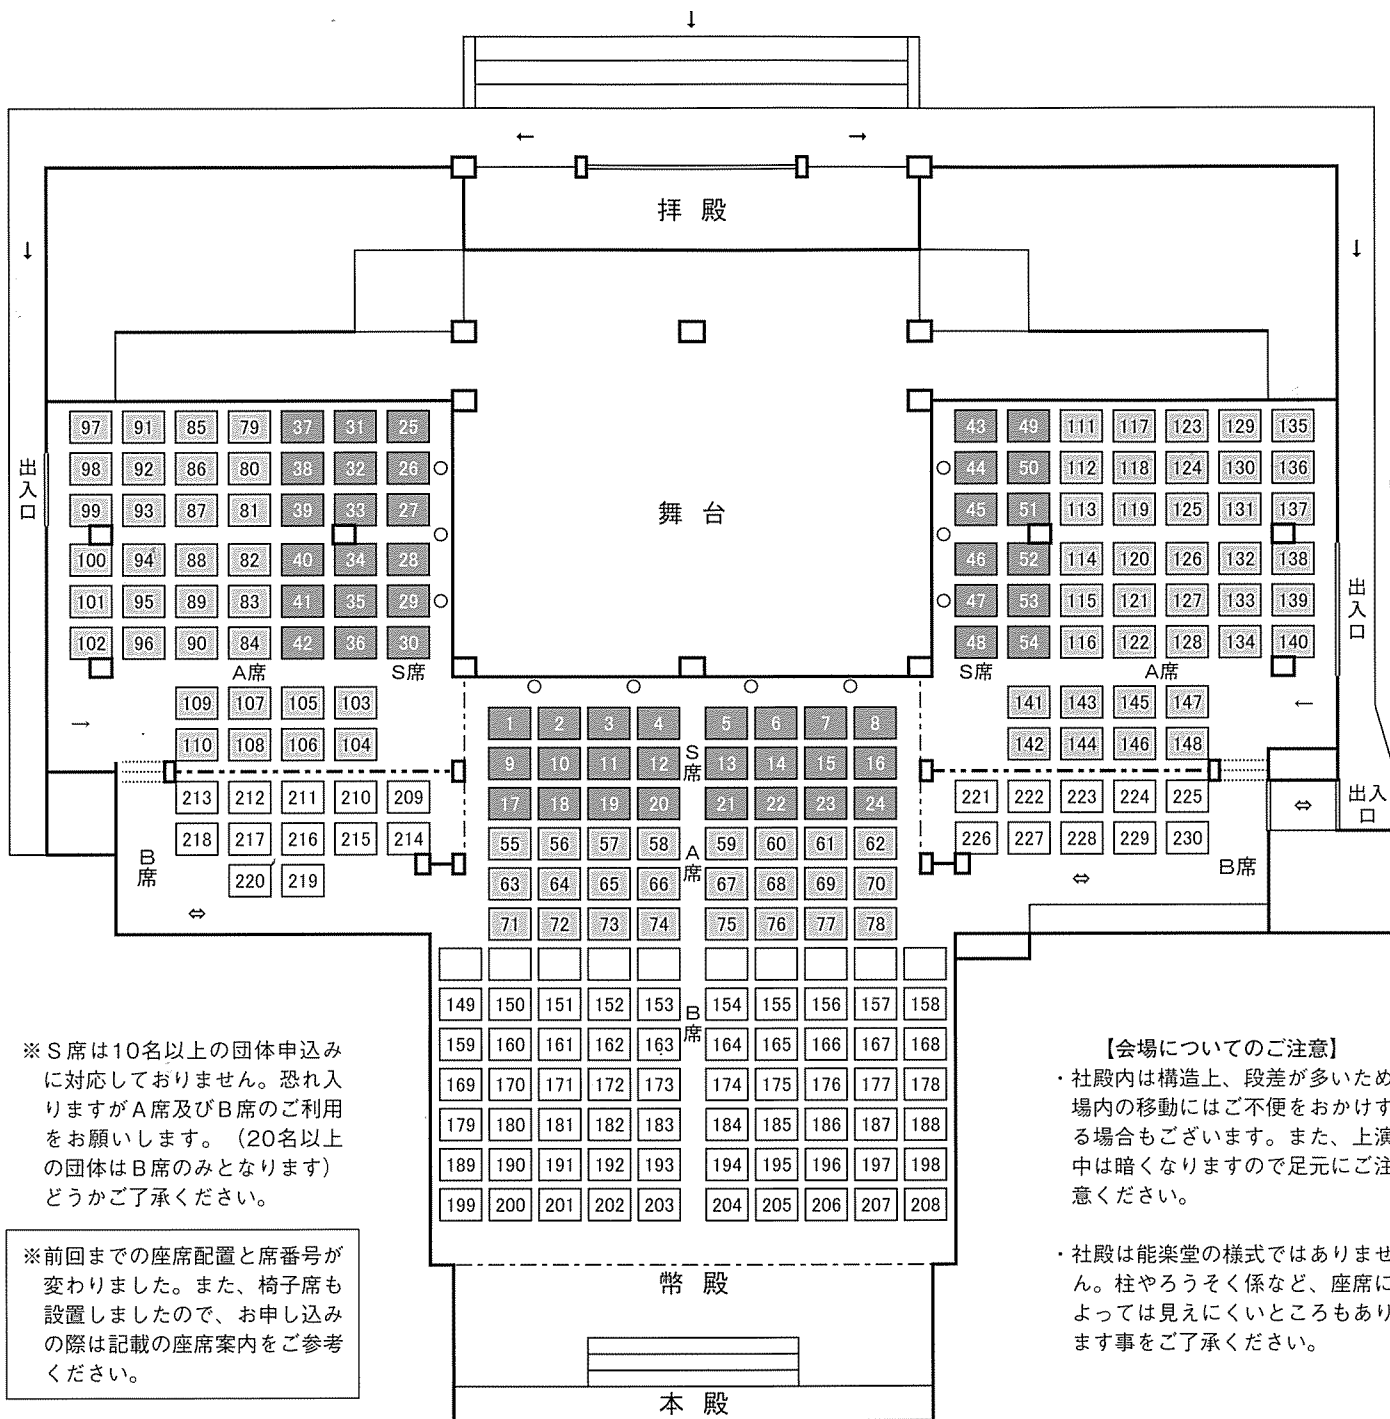 ↓
← →
拝 殿
↓ ↓
97 91 85 79 37 31 25 43 49 111 117 123 129 135
98 92 86 80 38 32 26 44 50 112 118 124 130 136
出入口
99 93 87 81 39 33 27 45 51 113 119 125 131 137
舞 台
100 94 88 82 40 34 28 46 52 114 120 126 132 138
101 95 89 83 41 35 29 47 53 115 121 127 133 139
出入口
102 96 90 84 42 36 30 48 54 116 122 128 134 140
A席 S席 S席 A席
109 107 105 103 141 143 145 147
→ ←
110 108 106 104 142 144 146 148
1 2 3 4 5 6 7 8
S席
9 10 11 12 13 14 15 16
17 18 19 20 21 22 23 24
213 212 211 210 209 221 222 223 224 225
⇔ 出入口
218 217 216 215 214 226 227 228 229 230
B席 B席
220 219
⇔ ⇔
55 56 57 58 59 60 61 62
A席
63 64 65 66 67 68 69 70
71 72 73 74 75 76 77 78
149 150 151 152 153 154 155 156 157 158
B席
159 160 161 162 163 164 165 166 167 168
169 170 171 172 173 174 175 176 177 178
179 180 181 182 183 184 185 186 187 188
189 190 191 192 193 194 195 196 197 198
199 200 201 202 203 204 205 206 207 208
幣 殿
本 殿
※S席は10名以上の団体申込み
に対応しておりません。恐れ入
りますがA席及びB席のご利用
をお願いします。（20名以上
の団体はB席のみとなります）
どうかご了承ください。
※前回までの座席配置と席番号が
変わりました。また、椅子席も
設置しましたので、お申し込み
の際は記載の座席案内をご参考
ください。
【会場についてのご注意】
・社殿内は構造上、段差が多いため
場内の移動にはご不便をおかけす
る場合もございます。また、上演
中は暗くなりますので足元にご注
意ください。
・社殿は能楽堂の様式ではありませ
ん。柱やろうそく係など、座席に
よっては見えにくいところもあり
ます事をご了承ください。